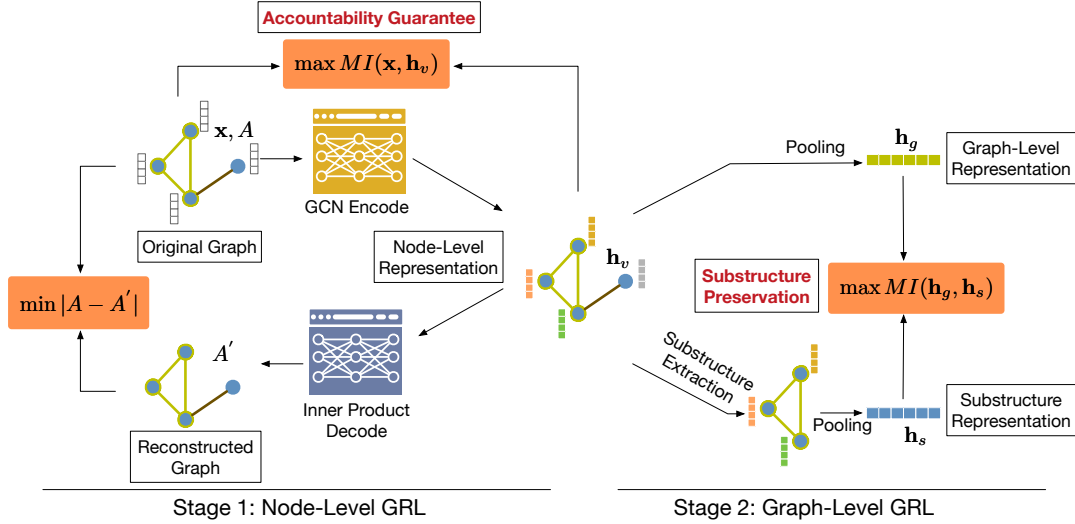 Accountability Guarantee
max MI(x, h_v)
x, A
GCN Encode
Original Graph
Node-Level
Representation
min |A − A′|
A′
Inner Product
Decode
Reconstructed
Graph
Stage 1: Node-Level GRL
h_v
Pooling
h_g
Graph-Level
Representation
Substructure
Preservation
max MI(h_g, h_s)
Substructure
Extraction
Pooling
h_s
Substructure
Representation
Stage 2: Graph-Level GRL